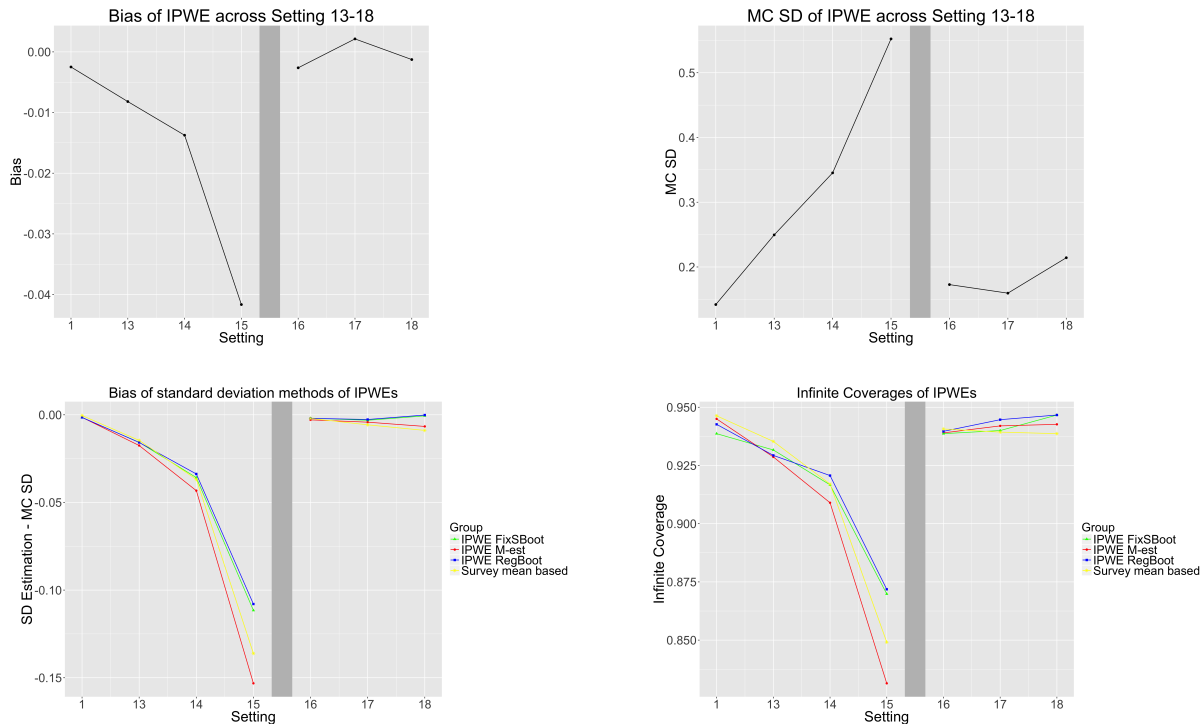 Bias of IPWE across Setting 13-18
0.00
-0.01
-0.02
-0.03
-0.04
Bias
1 13 14 15 16 17 18
Setting
MC SD of IPWE across Setting 13-18
0.5
0.4
0.3
0.2
MC SD
1 13 14 15 16 17 18
Setting
Bias of standard deviation methods of IPWEs
0.00
-0.05
-0.10
-0.15
SD Estimation - MC SD
1 13 14 15 16 17 18
Setting
Group
IPWE FixSBoot
IPWE M-est
IPWE RegBoot
Survey mean based
Infinite Coverages of IPWEs
0.950
0.925
0.900
0.875
0.850
Infinite Coverage
1 13 14 15 16 17 18
Setting
Group
IPWE FixSBoot
IPWE M-est
IPWE RegBoot
Survey mean based